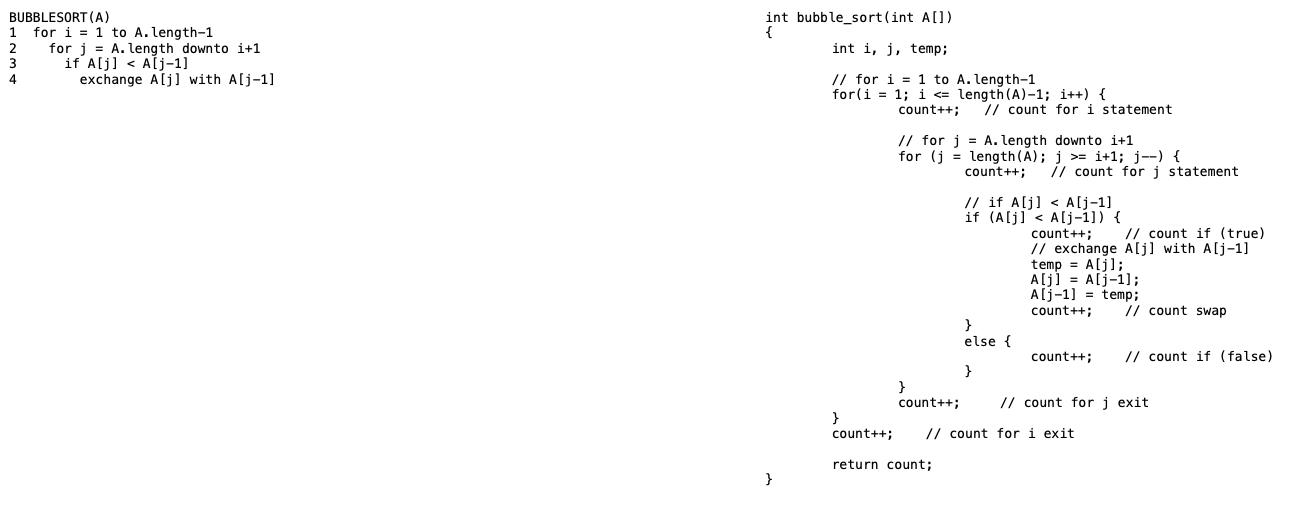 BUBBLESORT(A)
1 for i = 1 to A.length-1
2 for j = A.length downto i+1
3 if A[j] < A[j-1]
4 exchange A[j] with A[j-1]
int bubble_sort(int A[])
{
int i, j, temp;
// for i = 1 to A.length-1
for(i = 1; i <= length(A)-1; i++) {
count++; // count for i statement
// for j = A.length downto i+1
for (j = length(A); j >= i+1; j--) {
count++; // count for j statement
// if A[j] < A[j-1]
if (A[j] < A[j-1]) {
count++; // count if (true)
// exchange A[j] with A[j-1]
temp = A[j];
A[j] = A[j-1];
A[j-1] = temp;
count++; // count swap
}
else {
count++; // count if (false)
}
}
count++; // count for j exit
}
count++; // count for i exit
return count;
}